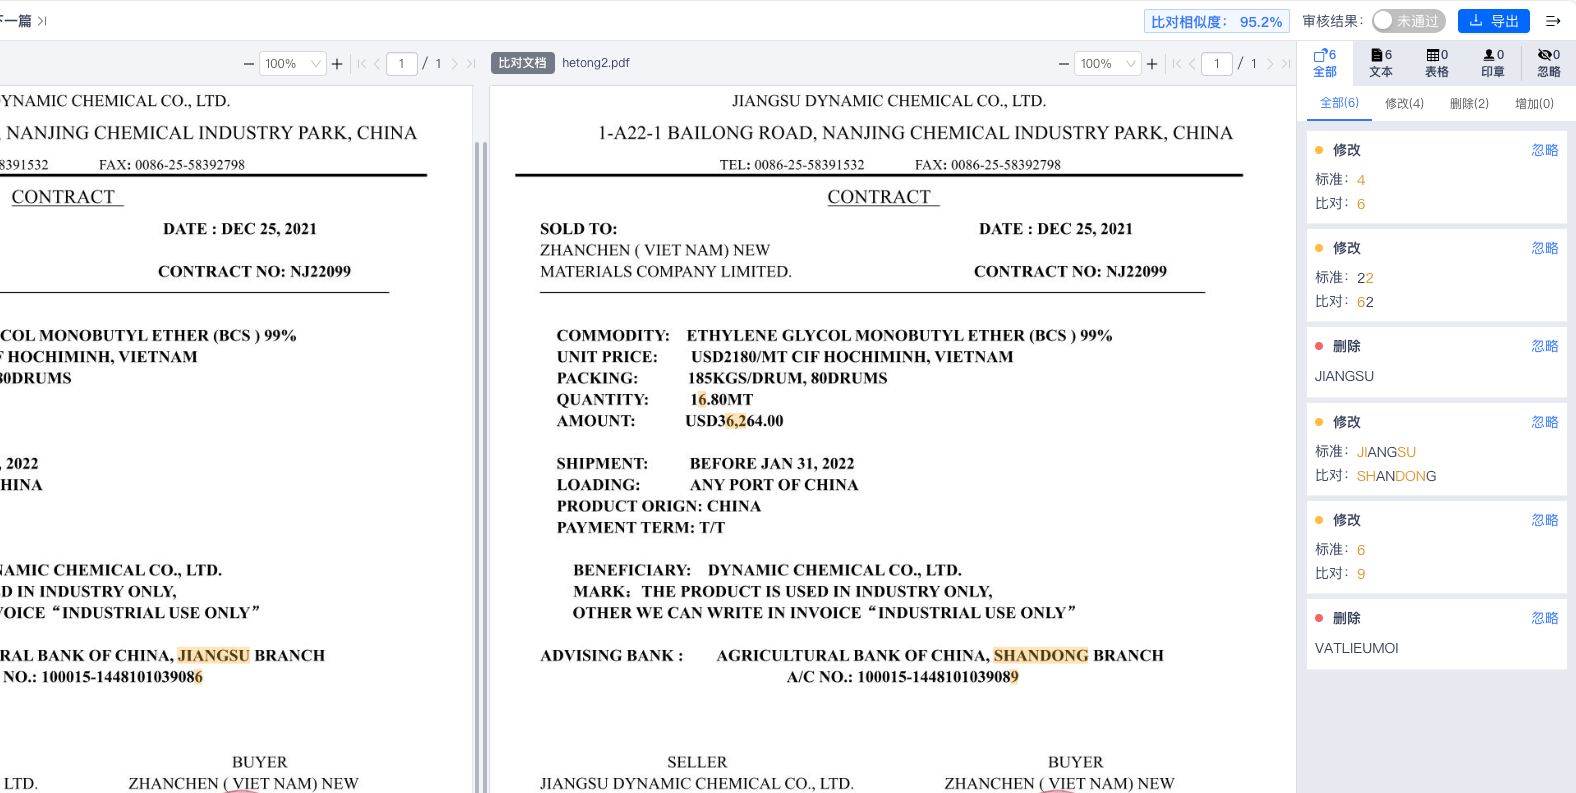 下一篇
比对相似度： 95.2%
审核结果：
未通过
导出
100%
1 / 1
比对文档
hetong2.pdf
100%
1 / 1
6
全部
6
文本
0
表格
0
印章
0
忽略
YNAMIC CHEMICAL CO., LTD.
, NANJING CHEMICAL INDUSTRY PARK, CHINA
58391532 FAX: 0086-25-58392798
CONTRACT
DATE : DEC 25, 2021
CONTRACT NO: NJ22099
COL MONOBUTYL ETHER (BCS ) 99%
F HOCHIMINH, VIETNAM
80DRUMS
, 2022
HINA
NAMIC CHEMICAL CO., LTD.
D IN INDUSTRY ONLY,
VOICE“INDUSTRIAL USE ONLY”
RAL BANK OF CHINA, JIANGSU BRANCH
NO.: 100015-14481010390​86
BUYER
LTD. ZHANCHEN ( VIET NAM) NEW
JIANGSU DYNAMIC CHEMICAL CO., LTD.
1-A22-1 BAILONG ROAD, NANJING CHEMICAL INDUSTRY PARK, CHINA
TEL: 0086-25-58391532 FAX: 0086-25-58392798
CONTRACT
SOLD TO: DATE : DEC 25, 2021
ZHANCHEN ( VIET NAM) NEW
MATERIALS COMPANY LIMITED. CONTRACT NO: NJ22099
COMMODITY: ETHYLENE GLYCOL MONOBUTYL ETHER (BCS ) 99%
UNIT PRICE: USD2180/MT CIF HOCHIMINH, VIETNAM
PACKING: 185KGS/DRUM, 80DRUMS
QUANTITY: 16.80MT
AMOUNT: USD36,264.00
SHIPMENT: BEFORE JAN 31, 2022
LOADING: ANY PORT OF CHINA
PRODUCT ORIGN: CHINA
PAYMENT TERM: T/T
BENEFICIARY: DYNAMIC CHEMICAL CO., LTD.
MARK：THE PRODUCT IS USED IN INDUSTRY ONLY,
OTHER WE CAN WRITE IN INVOICE“INDUSTRIAL USE ONLY”
ADVISING BANK : AGRICULTURAL BANK OF CHINA, SHANDONG BRANCH
A/C NO.: 100015-1448101039089
SELLER BUYER
JIANGSU DYNAMIC CHEMICAL CO., LTD. ZHANCHEN ( VIET NAM) NEW
全部(6) 修改(4) 删除(2) 增加(0)
修改 忽略
标准： 4
比对： 6
修改 忽略
标准： 22
比对： 62
删除 忽略
JIANGSU
修改 忽略
标准： JIANGSU
比对： SHANDONG
修改 忽略
标准： 6
比对： 9
删除 忽略
VATLIEUMOI